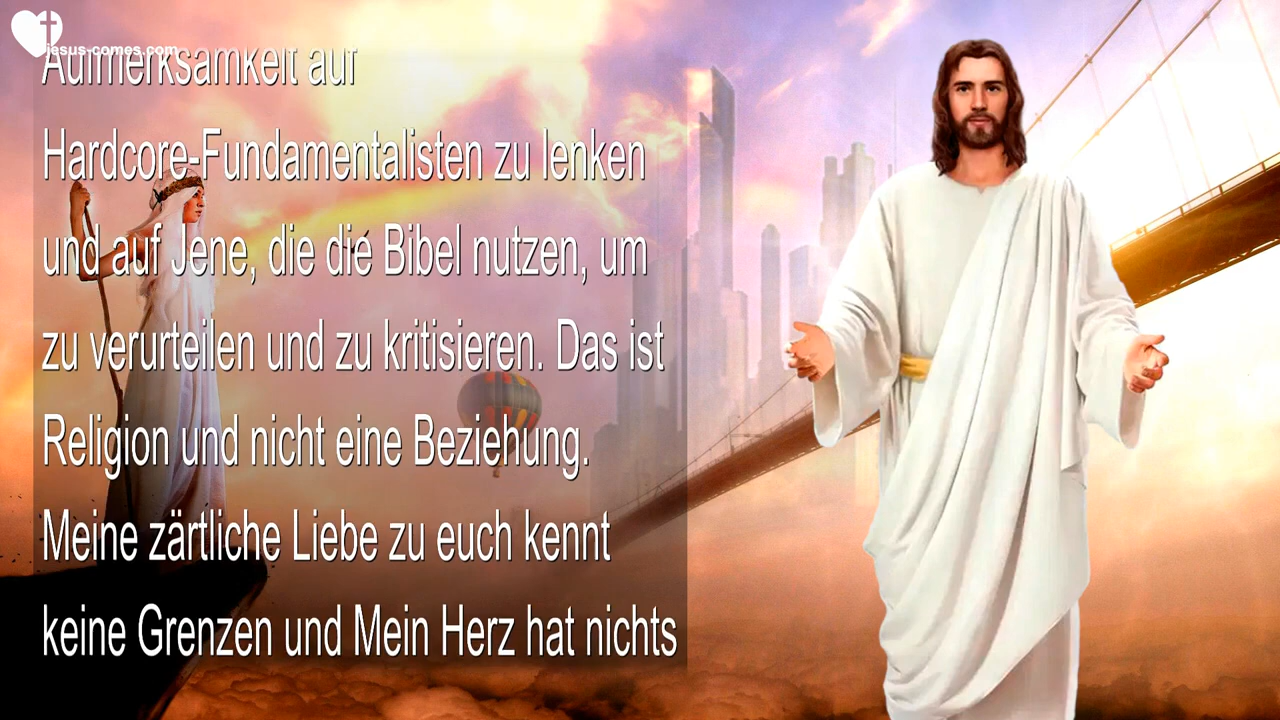 jesus-comes.com
Aufmerksamkeit auf
Hardcore-Fundamentalisten zu lenken
und auf Jene, die die Bibel nutzen, um
zu verurteilen und zu kritisieren. Das ist
Religion und nicht eine Beziehung.
Meine zärtliche Liebe zu euch kennt
keine Grenzen und Mein Herz hat nichts